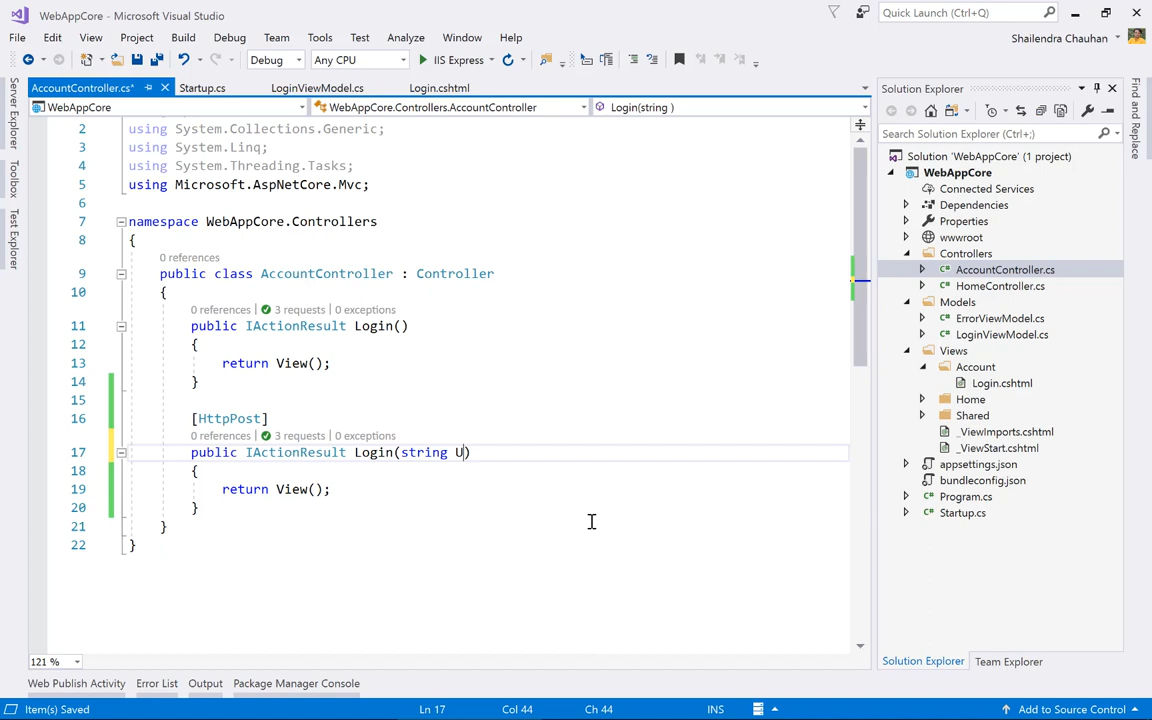 WebAppCore - Microsoft Visual Studio
Quick Launch (Ctrl+Q)
File Edit View Project Build Debug Team Tools Test Analyze Window Help
Shailendra Chauhan
Debug Any CPU IIS Express
Server Explorer
Toolbox
Test Explorer
AccountController.cs* Startup.cs LoginViewModel.cs Login.cshtml
WebAppCore WebAppCore.Controllers.AccountController Login(string )
2 using System.Collections.Generic;
3 using System.Linq;
4 using System.Threading.Tasks;
5 using Microsoft.AspNetCore.Mvc;
6
7 namespace WebAppCore.Controllers
8 {
0 references
9 public class AccountController : Controller
10 {
0 references | 3 requests | 0 exceptions
11 public IActionResult Login()
12 {
13 return View();
14 }
15
16 [HttpPost]
0 references | 3 requests | 0 exceptions
17 public IActionResult Login(string U)
18 {
19 return View();
20 }
21 }
22 }
121 %
Solution Explorer
Search Solution Explorer (Ctrl+;)
Solution 'WebAppCore' (1 project)
WebAppCore
Connected Services
Dependencies
Properties
wwwroot
Controllers
AccountController.cs
HomeController.cs
Models
ErrorViewModel.cs
LoginViewModel.cs
Views
Account
Login.cshtml
Home
Shared
_ViewImports.cshtml
_ViewStart.cshtml
appsettings.json
bundleconfig.json
Program.cs
Startup.cs
Solution Explorer Team Explorer
Find and Replace
Web Publish Activity Error List Output Package Manager Console
Item(s) Saved Ln 17 Col 44 Ch 44 INS Add to Source Control